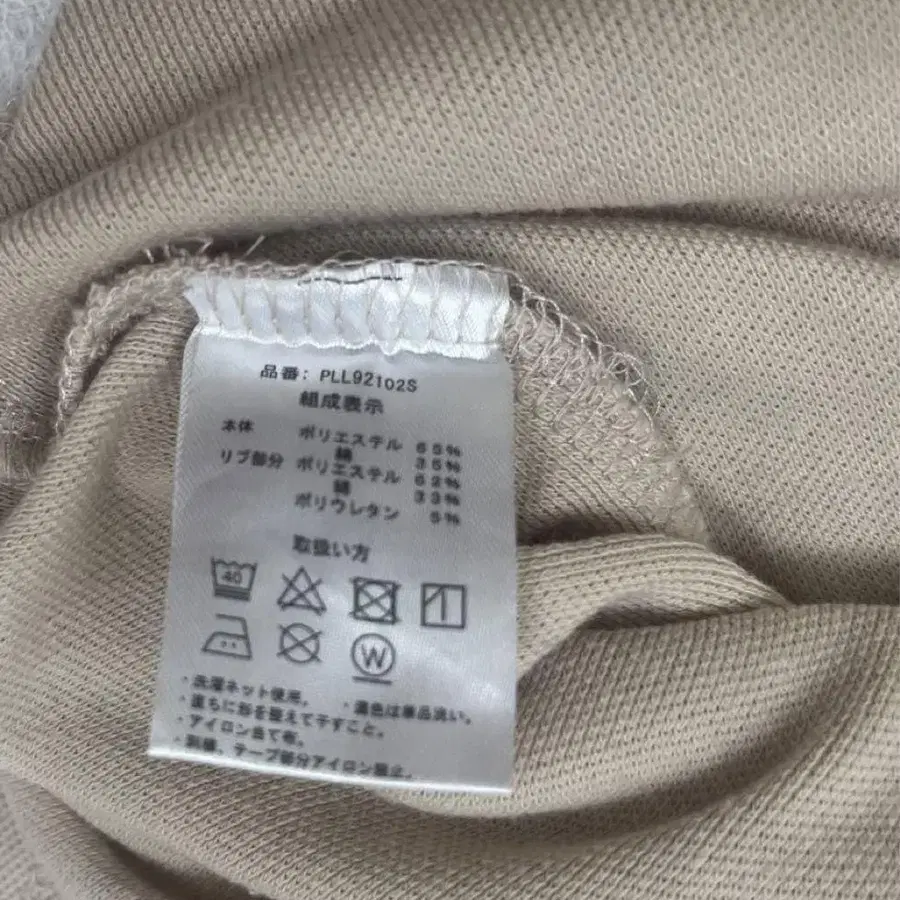 品番: PLL92102S
組成表示
本体 ポリエステル 65%
綿 35%
リブ部分 ポリエステル 62%
綿 33%
ポリウレタン 5%
取扱い方
40
W
・洗濯ネット使用。 ・濃色は単品洗い。
・直ちに形を整えて干すこと。
・アイロン当て布。
・刺繍、テープ部分アイロン禁止。